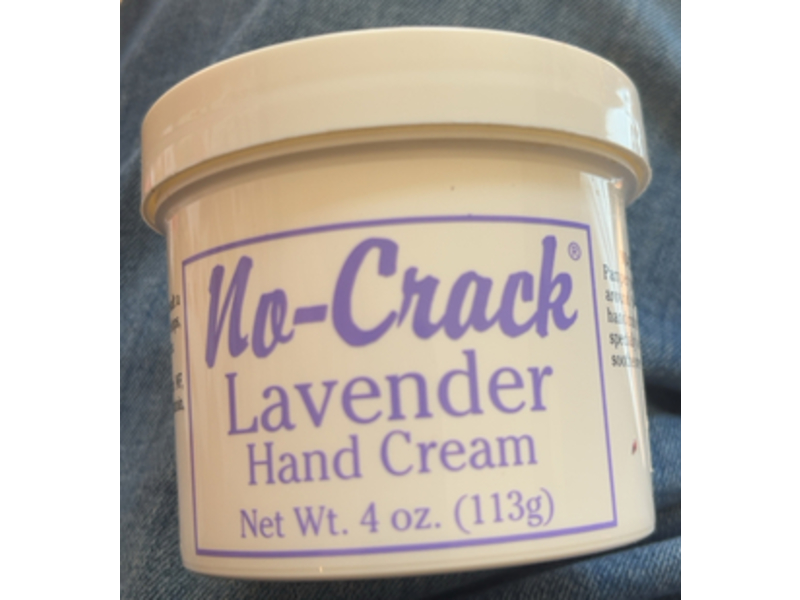 No-Crack®
Lavender
Hand Cream
Net Wt. 4 oz. (113g)